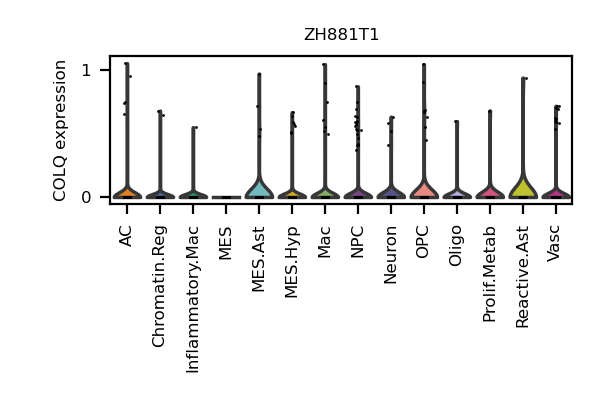 ZH881T1
COLQ expression
1
0
AC
Chromatin.Reg
Inflammatory.Mac
MES
MES.Ast
MES.Hyp
Mac
NPC
Neuron
OPC
Oligo
Prolif.Metab
Reactive.Ast
Vasc